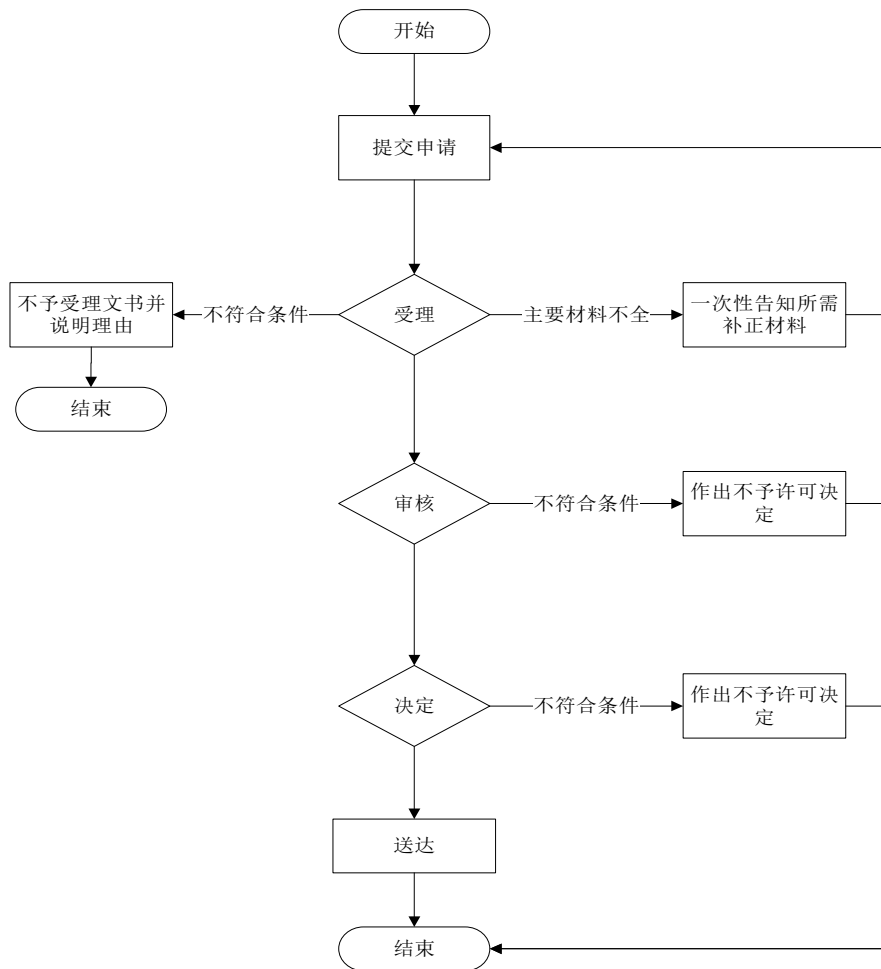 开始
提交申请
不予受理文书并
说明理由
不符合条件
受理
主要材料不全
一次性告知所需
补正材料
结束
审核
不符合条件
作出不予许可决
定
决定
不符合条件
作出不予许可决
定
送达
结束